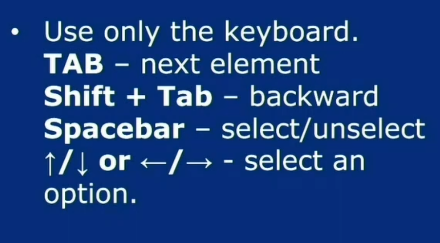 • Use only the keyboard.
TAB – next element
Shift + Tab – backward
Spacebar – select/unselect
↑/↓ or ←/→ - select an
option.